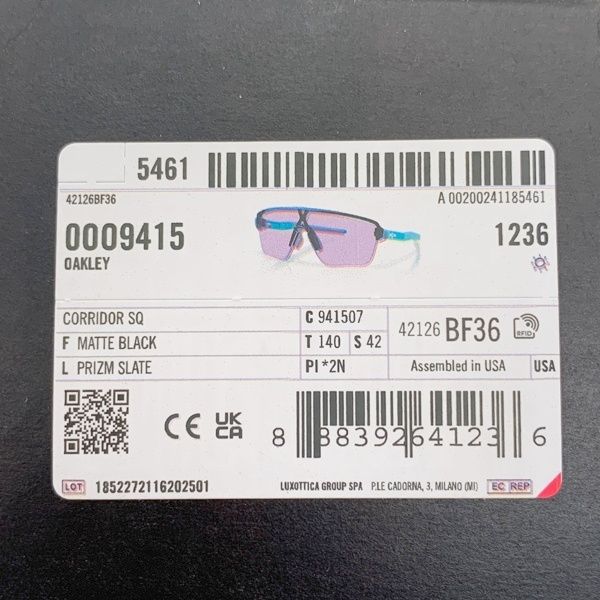 5461
42126BF36
A 00200241185461
0009415
1236
OAKLEY
CORRIDOR SQ
C 941507
F MATTE BLACK
T 140 S 42
42126 BF36
RFID
L PRIZM SLATE
PI *2N
Assembled in USA
USA
CE
UK
CA
8 88392 64123 6
LOT 1852272116202501
LUXOTTICA GROUP SPA P.LE CADORNA, 3, MILANO (MI)
EC REP